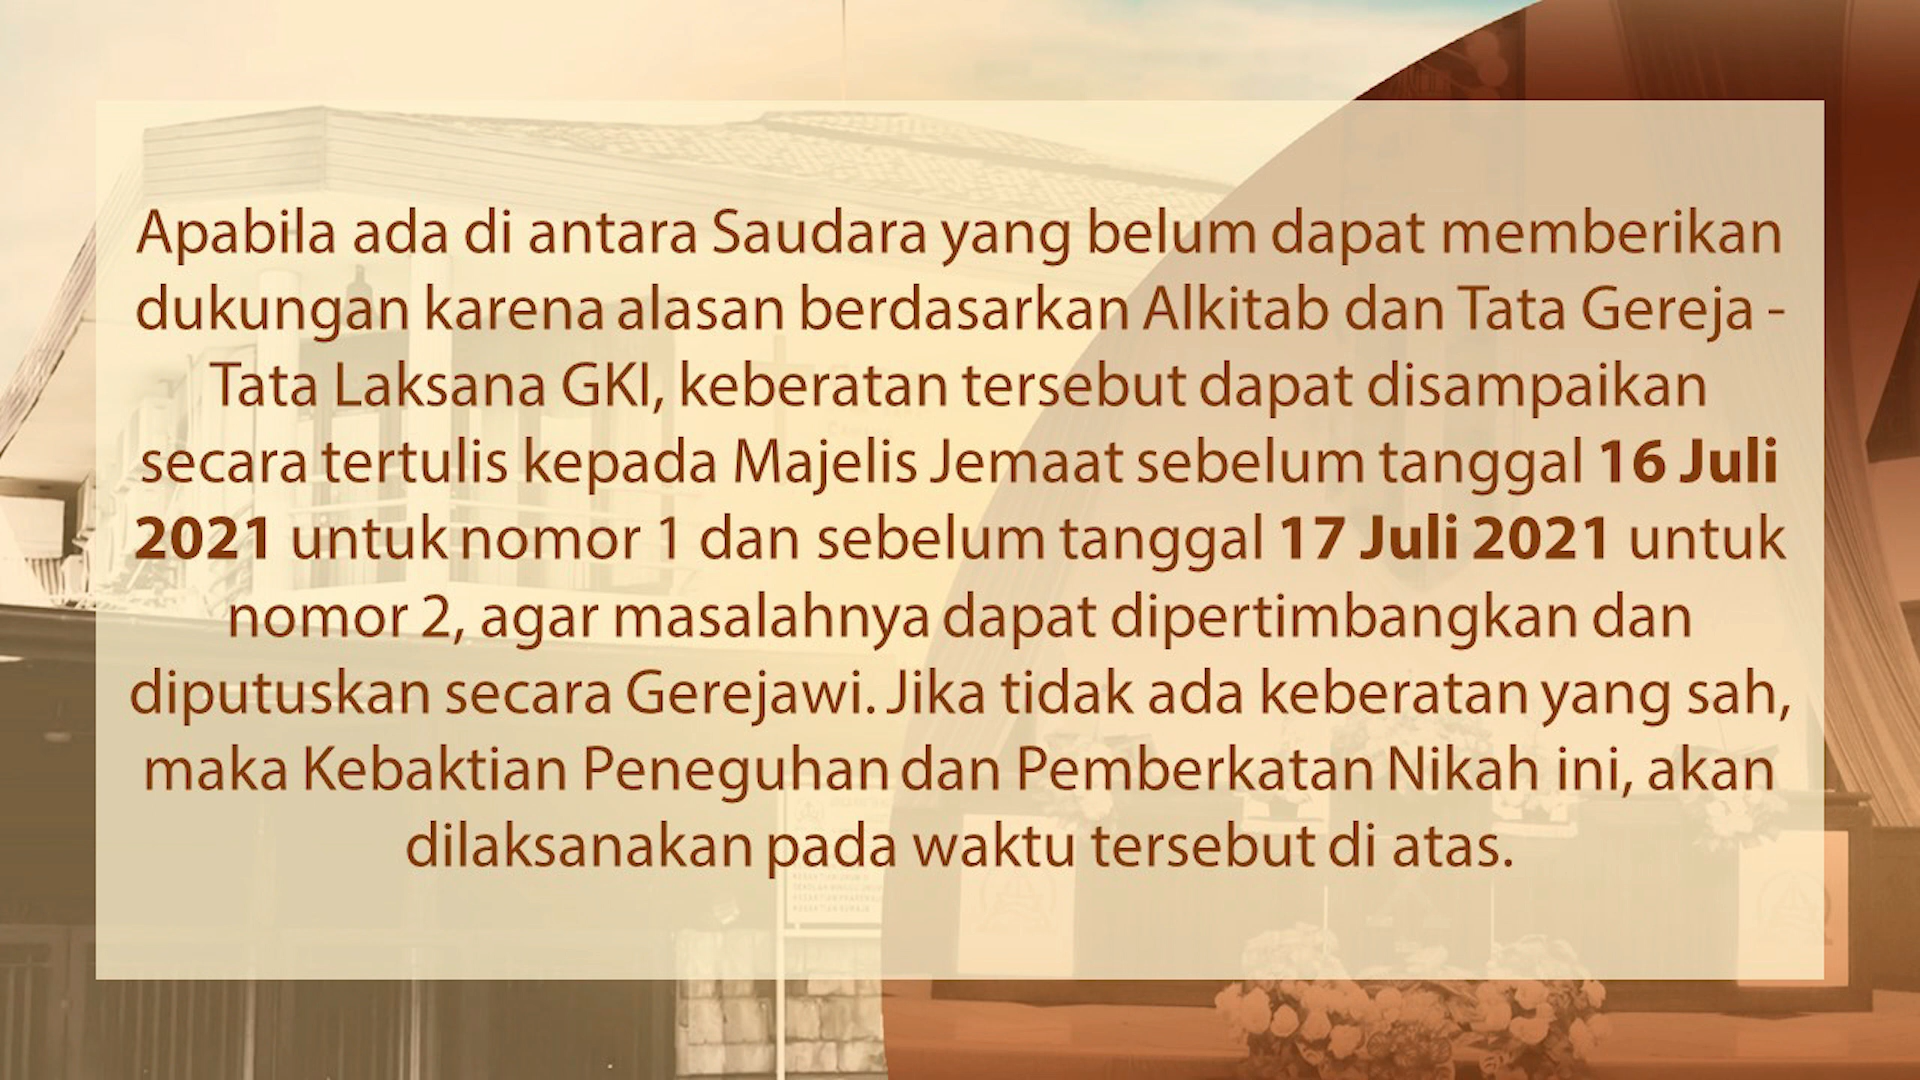 Apabila ada di antara Saudara yang belum dapat memberikan
dukungan karena alasan berdasarkan Alkitab dan Tata Gereja -
Tata Laksana GKI, keberatan tersebut dapat disampaikan
secara tertulis kepada Majelis Jemaat sebelum tanggal 16 Juli
2021 untuk nomor 1 dan sebelum tanggal 17 Juli 2021 untuk
nomor 2, agar masalahnya dapat dipertimbangkan dan
diputuskan secara Gerejawi. Jika tidak ada keberatan yang sah,
maka Kebaktian Peneguhan dan Pemberkatan Nikah ini, akan
dilaksanakan pada waktu tersebut di atas.